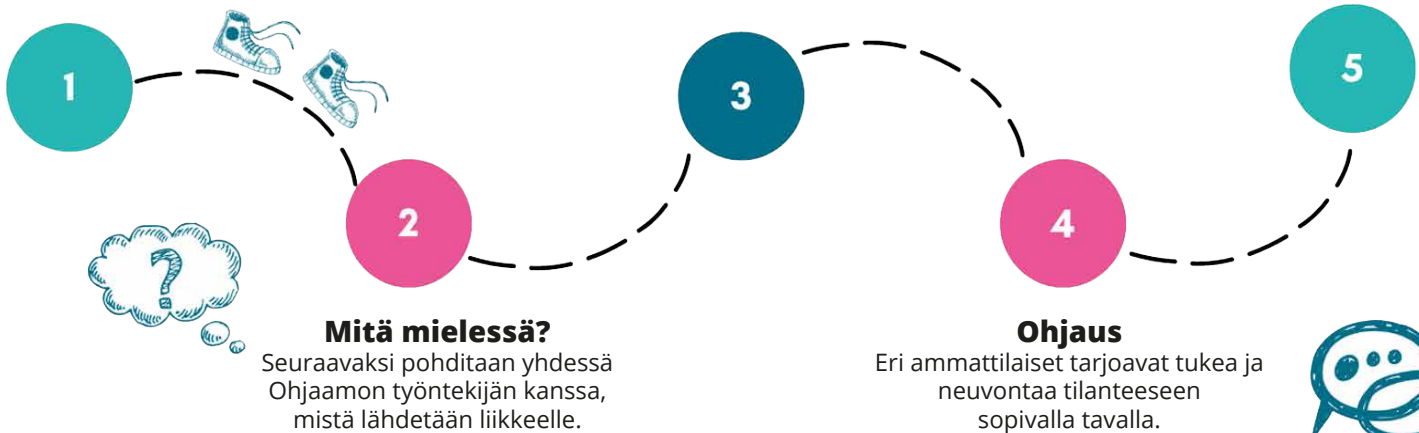 1
2
3
4
5
?
Mitä mielessä?
Seuraavaksi pohditaan yhdessä
Ohjaamon työntekijän kanssa,
mistä lähdetään liikkeelle.
Ohjaus
Eri ammattilaiset tarjoavat tukea ja
neuvontaa tilanteeseen
sopivalla tavalla.